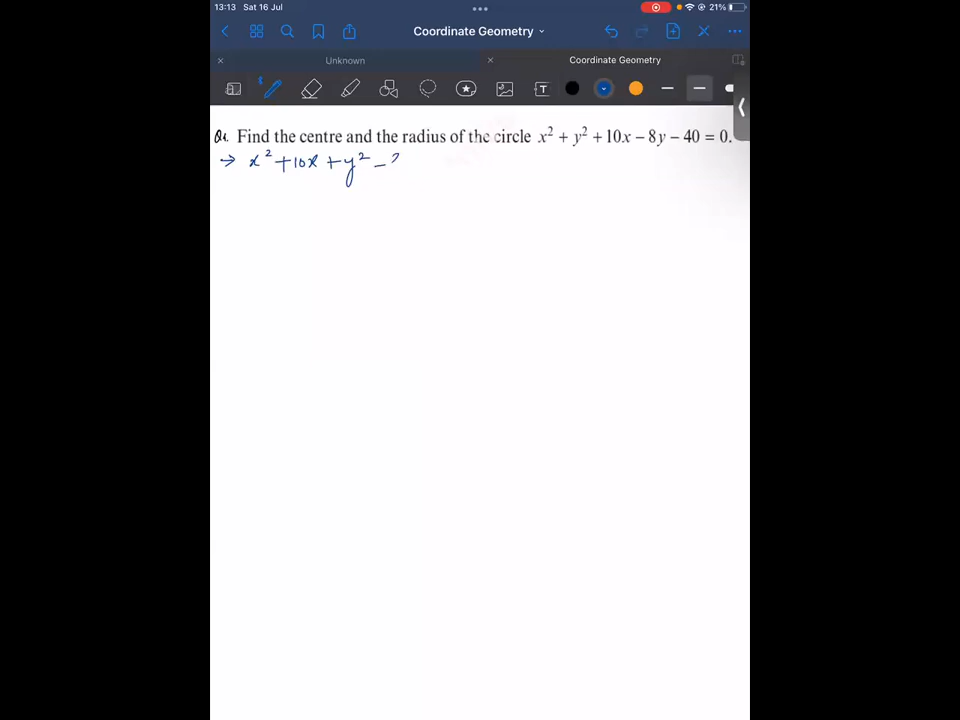 13:13 Sat 16 Jul 21%
Coordinate Geometry
Unknown Coordinate Geometry
T
Q1. Find the centre and the radius of the circle x² + y² + 10x − 8y − 40 = 0.
→ x² + 10x + y² −